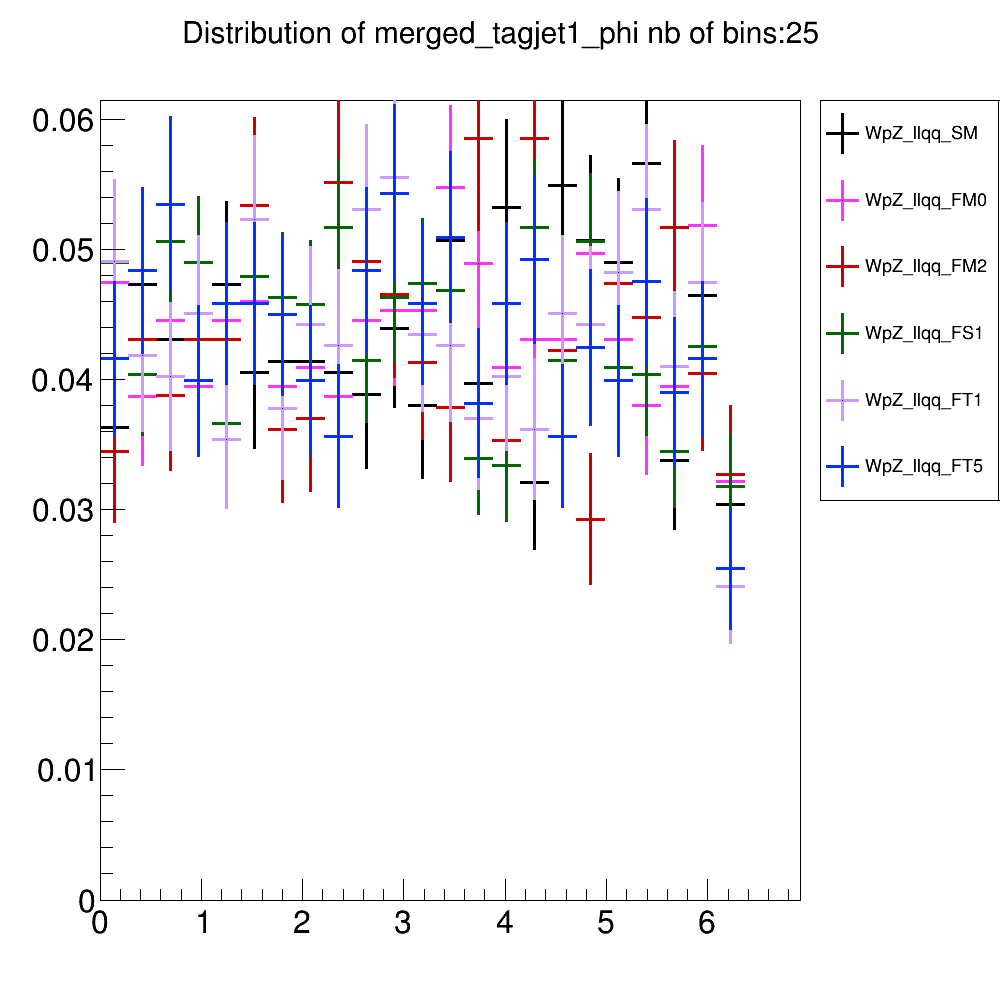 Distribution of merged_tagjet1_phi nb of bins:25
0.06
0.05
0.04
0.03
0.02
0.01
0
0 1 2 3 4 5 6
WpZ_llqq_SM
WpZ_llqq_FM0
WpZ_llqq_FM2
WpZ_llqq_FS1
WpZ_llqq_FT1
WpZ_llqq_FT5